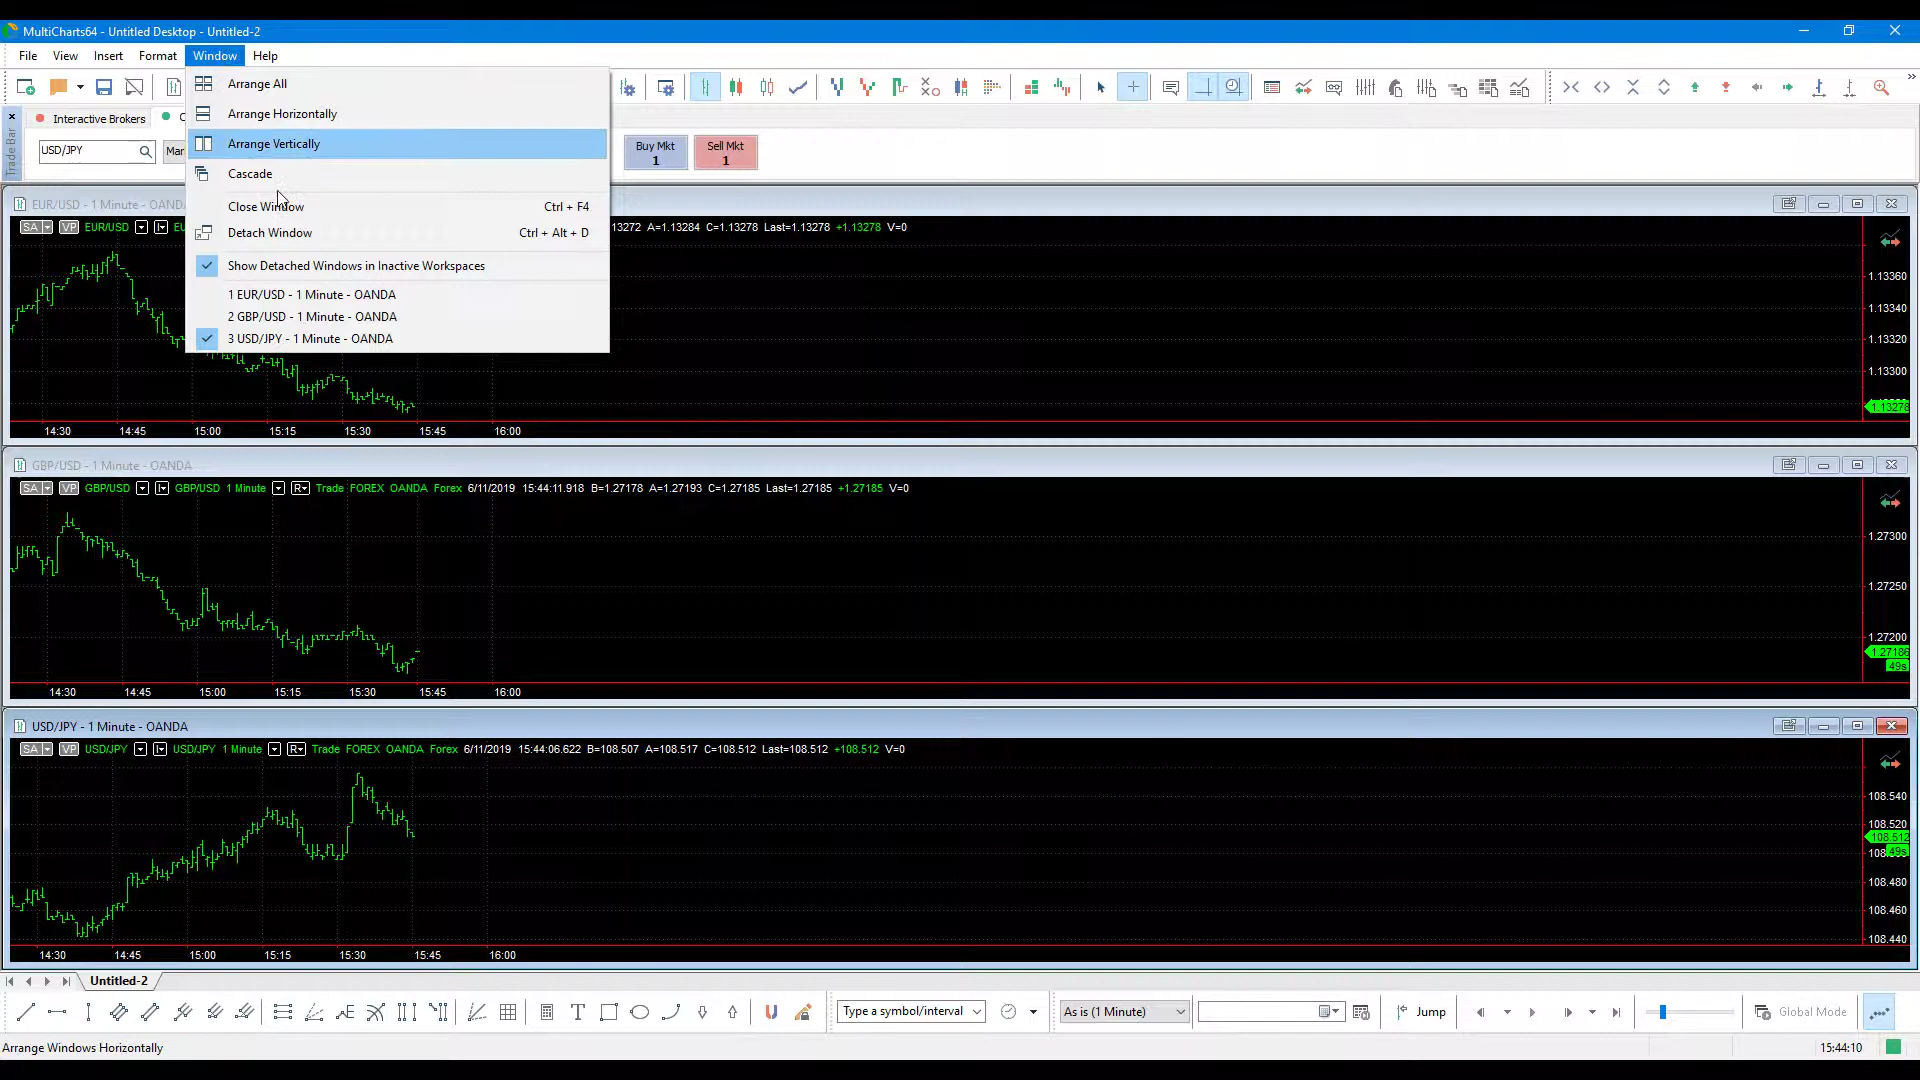 MultiCharts64 - Untitled Desktop - Untitled-2
File View Insert Format Window Help
Arrange All
Arrange Horizontally
Arrange Vertically
Cascade
Close Window Ctrl + F4
Detach Window Ctrl + Alt + D
Show Detached Windows in Inactive Workspaces
1 EUR/USD - 1 Minute - OANDA
2 GBP/USD - 1 Minute - OANDA
3 USD/JPY - 1 Minute - OANDA
Trade Bar
Interactive Brokers
USD/JPY
Mar
Buy Mkt
1
Sell Mkt
1
EUR/USD - 1 Minute - OANDA
SA VP EUR/USD I A=1.13284 C=1.13278 Last=1.13278 +1.13278 V=0
1.13360
1.13340
1.13320
1.13300
1.13278
14:30 14:45 15:00 15:15 15:30 15:45 16:00
GBP/USD - 1 Minute - OANDA
SA VP GBP/USD I GBP/USD 1 Minute R Trade FOREX OANDA Forex 6/11/2019 15:44:11.918 B=1.27178 A=1.27193 C=1.27185 Last=1.27185 +1.27185 V=0
1.27300
1.27250
1.27200
1.27186
49s
14:30 14:45 15:00 15:15 15:30 15:45 16:00
USD/JPY - 1 Minute - OANDA
SA VP USD/JPY I USD/JPY 1 Minute R Trade FOREX OANDA Forex 6/11/2019 15:44:06.622 B=108.507 A=108.517 C=108.512 Last=108.512 +108.512 V=0
108.540
108.520
108.512
49s
108.480
108.460
108.440
14:30 14:45 15:00 15:15 15:30 15:45 16:00
Untitled-2
Type a symbol/interval As is (1 Minute) Jump Global Mode
Arrange Windows Horizontally 15:44:10